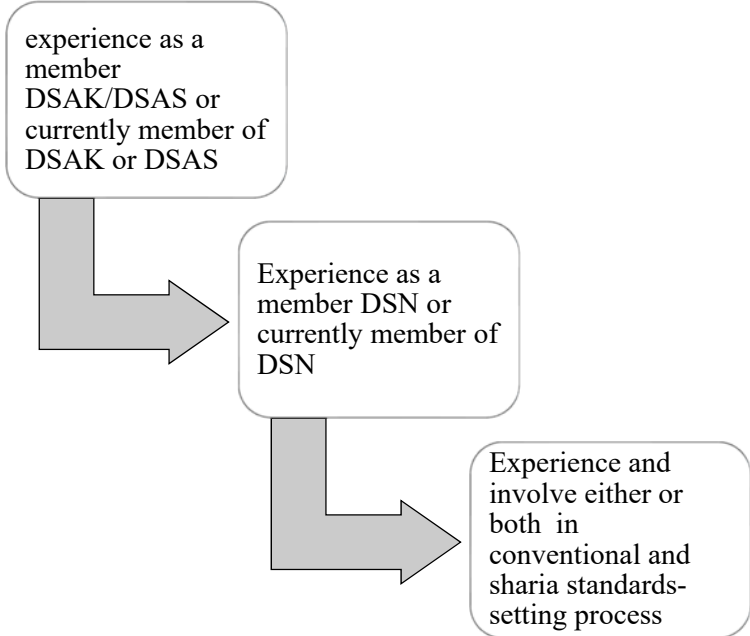 experience as a
member
DSAK/DSAS or
currently member of
DSAK or DSAS
Experience as a
member DSN or
currently member of
DSN
Experience and
involve either or
both  in
conventional and
sharia standards-
setting process